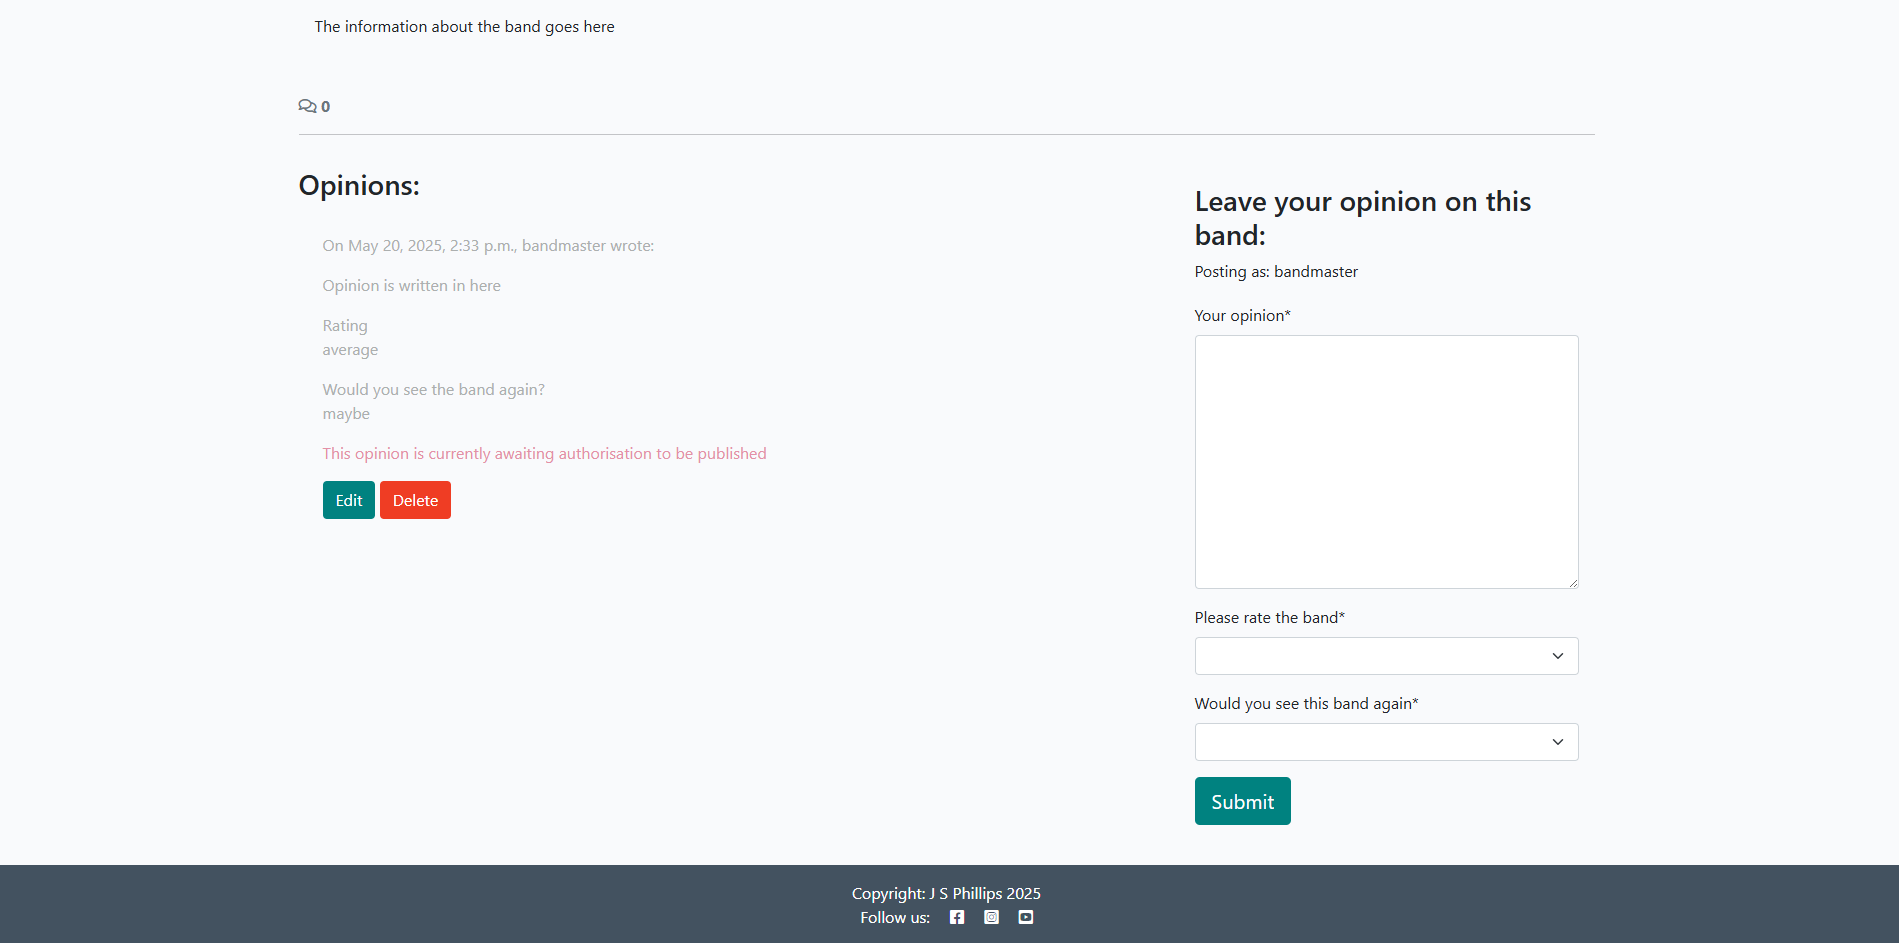 The information about the band goes here
0
Opinions:
On May 20, 2025, 2:33 p.m., bandmaster wrote:
Opinion is written in here
Rating
average
Would you see the band again?
maybe
This opinion is currently awaiting authorisation to be published
Edit Delete
Leave your opinion on this
band:
Posting as: bandmaster
Your opinion*
Please rate the band*
Would you see this band again*
Submit
Copyright: J S Phillips 2025
Follow us: